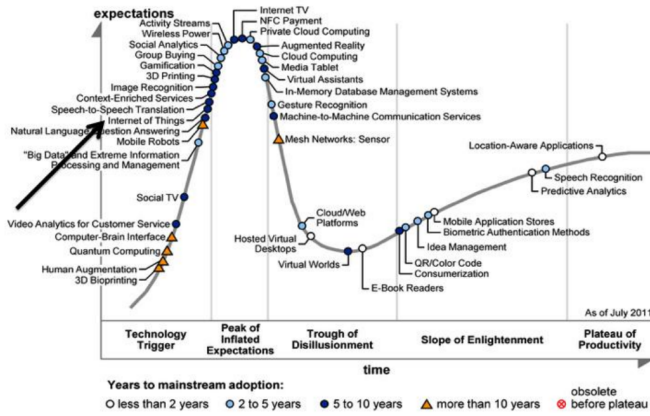 expectations
Internet TV
NFC Payment
Activity Streams
Private Cloud Computing
Wireless Power
Augmented Reality
Social Analytics
Cloud Computing
Group Buying
Media Tablet
Gamification
Virtual Assistants
3D Printing
In-Memory Database Management Systems
Image Recognition
Context-Enriched Services
Gesture Recognition
Speech-to-Speech Translation
Machine-to-Machine Communication Services
Internet of Things
Natural Language Question Answering
Mobile Robots
Mesh Networks: Sensor
"Big Data" and Extreme Information
Processing and Management
Location-Aware Applications
Speech Recognition
Predictive Analytics
Social TV
Cloud/Web
Platforms
Mobile Application Stores
Video Analytics for Customer Service
Biometric Authentication Methods
Computer-Brain Interface
Hosted Virtual
Desktops
Idea Management
Quantum Computing
QR/Color Code
Virtual Worlds
Human Augmentation
Consumerization
3D Bioprinting
E-Book Readers
As of July 2011
Technology
Trigger
Peak of
Inflated
Expectations
Trough of
Disillusionment
Slope of Enlightenment
Plateau of
Productivity
time
Years to mainstream adoption:
less than 2 years
2 to 5 years
5 to 10 years
more than 10 years
obsolete
before plateau